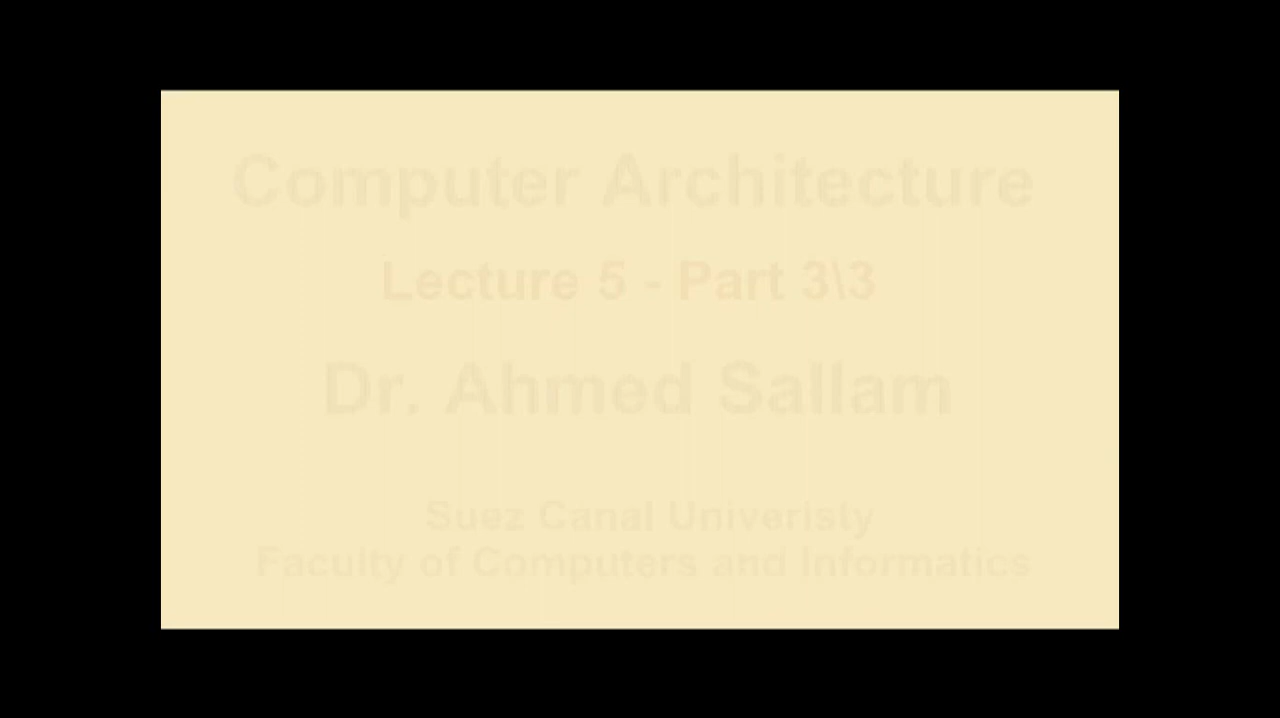 Computer Architecture
Lecture 5 - Part 3\3
Dr. Ahmed Sallam
Suez Canal Univeristy
Faculty of Computers and Informatics